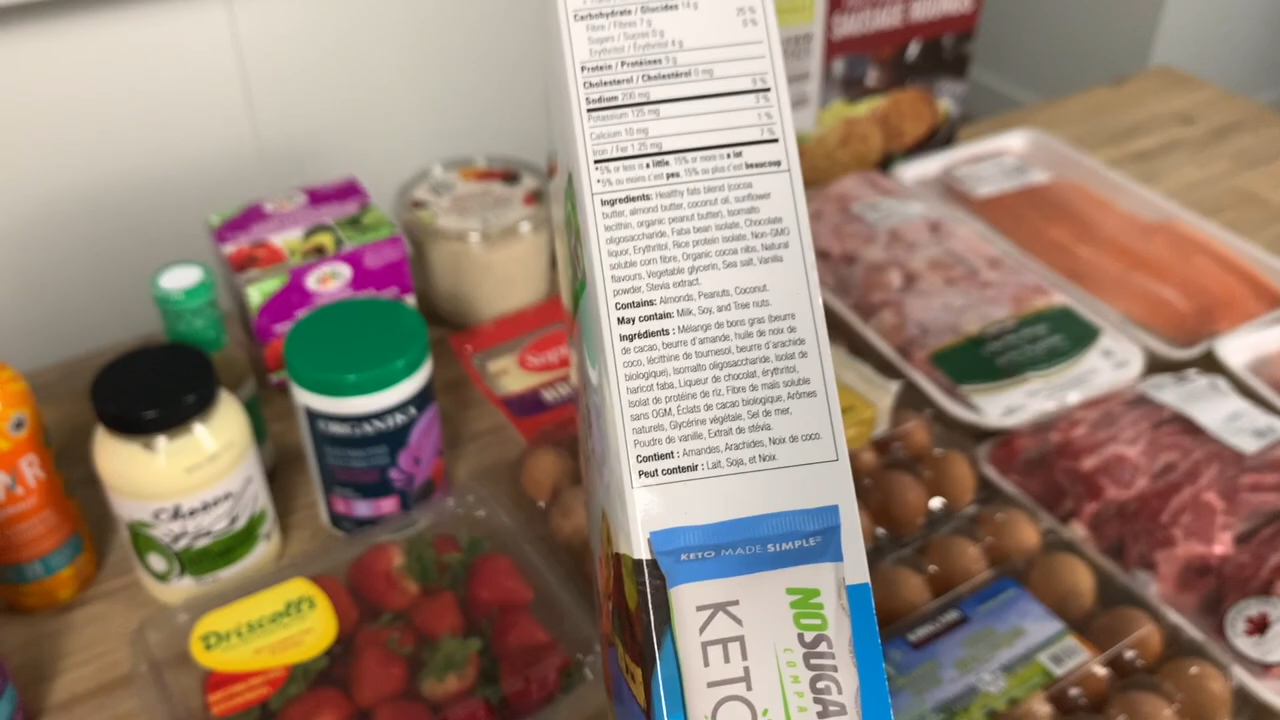 Carbohydrate / Glucides 14 g
Fibre / Fibres 7 g
Sugars / Sucres 0 g 0 %
Erythritol / Érythritol 4 g
Protein / Protéines 9 g
Cholesterol / Cholestérol 0 mg
Sodium 200 mg 9 %
Potassium 125 mg 3 %
Calcium 10 mg 1 %
Iron / Fer 1.25 mg 7 %
*5% or less is a little, 15% or more is a lot
*5% ou moins c'est peu, 15% ou plus c'est beaucoup
Ingredients: Healthy fats blend (cocoa
butter, almond butter, coconut oil, sunflower
lecithin, organic peanut butter), Isomalto
oligosaccharide, Faba bean isolate, Chocolate
liquor, Erythritol, Rice protein isolate, Non-GMO
soluble corn fibre, Organic cocoa nibs, Natural
flavours, Vegetable glycerin, Sea salt, Vanilla
powder, Stevia extract.
Contains: Almonds, Peanuts, Coconut.
May contain: Milk, Soy, and Tree nuts.
Ingrédients : Mélange de bons gras (beurre
de cacao, beurre d'amande, huile de noix de
coco, lécithine de tournesol, beurre d'arachide
biologique), Isomalto oligosaccharide, Isolat de
haricot faba, Liqueur de chocolat, érythritol,
Isolat de protéine de riz, Fibre de maïs soluble
sans OGM, Éclats de cacao biologique, Arômes
naturels, Glycérine végétale, Sel de mer,
Poudre de vanille, Extrait de stévia.
Contient : Amandes, Arachides, Noix de coco.
Peut contenir : Lait, Soja, et Noix.
KETO MADE SIMPLE
NO SUGA
COMPA
KETO
Driscoll's
ORGANIKA
Chosen
SAUSAGE ROUNDS